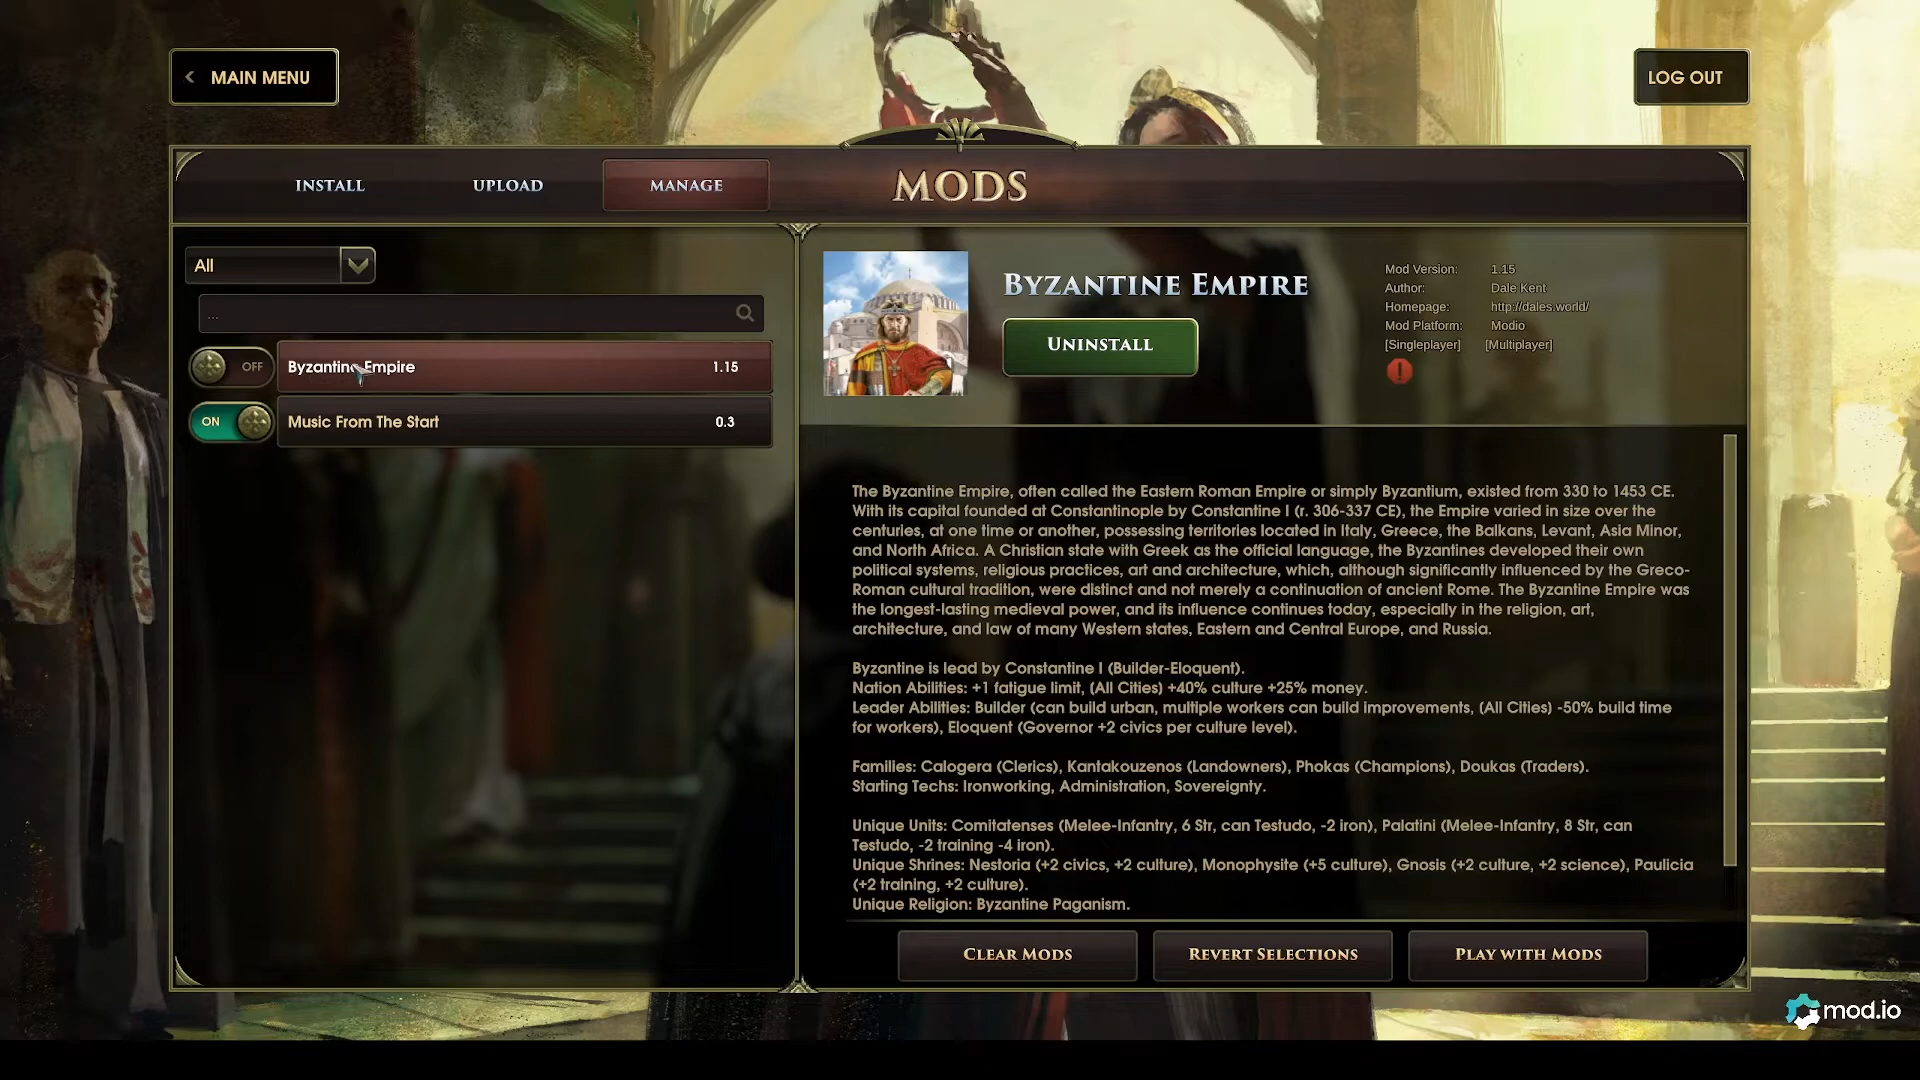 MAIN MENU
LOG OUT
INSTALL
UPLOAD
MANAGE
MODS
All
...
OFF
Byzantine Empire
1.15
ON
Music From The Start
0.3
BYZANTINE EMPIRE
UNINSTALL
Mod Version: 1.15
Author: Dale Kent
Homepage: http://dales.world/
Mod Platform: Modio
[Singleplayer] [Multiplayer]
The Byzantine Empire, often called the Eastern Roman Empire or simply Byzantium, existed from 330 to 1453 CE.
With its capital founded at Constantinople by Constantine I (r. 306-337 CE), the Empire varied in size over the
centuries, at one time or another, possessing territories located in Italy, Greece, the Balkans, Levant, Asia Minor,
and North Africa. A Christian state with Greek as the official language, the Byzantines developed their own
political systems, religious practices, art and architecture, which, although significantly influenced by the Greco-
Roman cultural tradition, were distinct and not merely a continuation of ancient Rome. The Byzantine Empire was
the longest-lasting medieval power, and its influence continues today, especially in the religion, art,
architecture, and law of many Western states, Eastern and Central Europe, and Russia.
Byzantine is lead by Constantine I (Builder-Eloquent).
Nation Abilities: +1 fatigue limit, (All Cities) +40% culture +25% money.
Leader Abilities: Builder (can build urban, multiple workers can build improvements, (All Cities) -50% build time
for workers), Eloquent (Governor +2 civics per culture level).
Families: Calogera (Clerics), Kantakouzenos (Landowners), Phokas (Champions), Doukas (Traders).
Starting Techs: Ironworking, Administration, Sovereignty.
Unique Units: Comitatenses (Melee-Infantry, 6 Str, can Testudo, -2 iron), Palatini (Melee-Infantry, 8 Str, can
Testudo, -2 training -4 iron).
Unique Shrines: Nestoria (+2 civics, +2 culture), Monophysite (+5 culture), Gnosis (+2 culture, +2 science), Paulicia
(+2 training, +2 culture).
Unique Religion: Byzantine Paganism.
CLEAR MODS
REVERT SELECTIONS
PLAY WITH MODS
mod.io